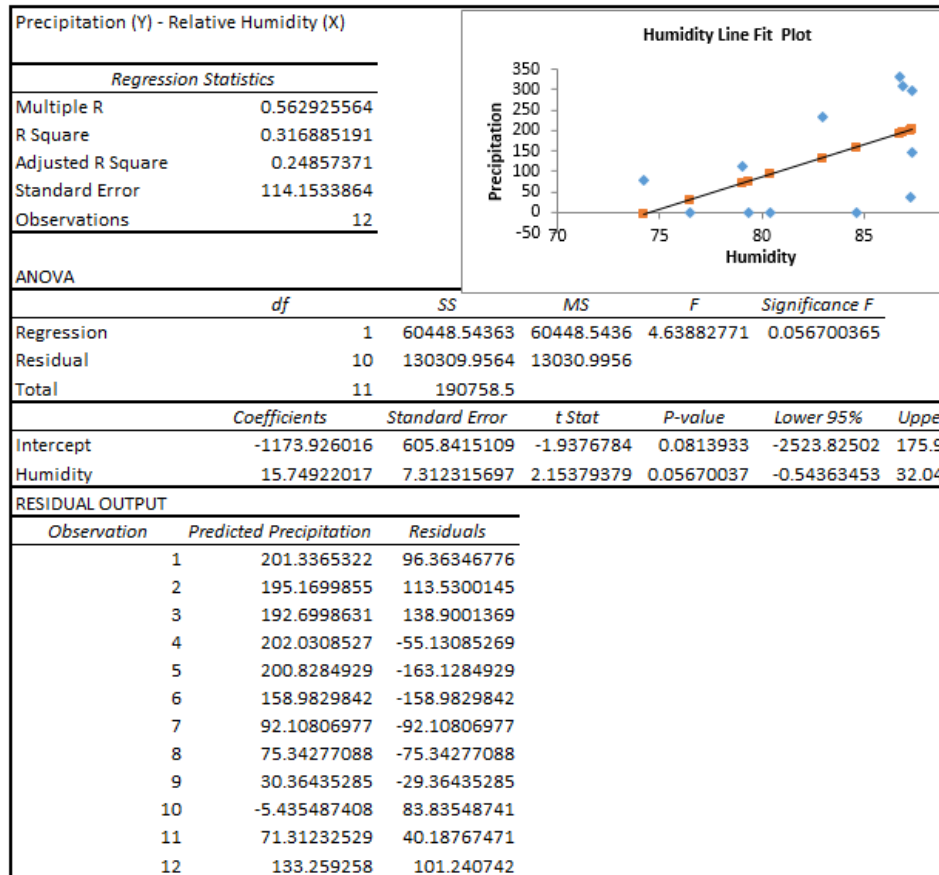 Precipitation (Y) - Relative Humidity (X)
Regression Statistics
Multiple R 0.562925564
R Square 0.316885191
Adjusted R Square 0.24857371
Standard Error 114.1533864
Observations 12
Humidity Line Fit Plot
350
300
250
200
150
100
50
0
-50
70 75 80 85
Precipitation
Humidity
ANOVA
df SS MS F Significance F
Regression 1 60448.54363 60448.5436 4.63882771 0.056700365
Residual 10 130309.9564 13030.9956
Total 11 190758.5
Coefficients Standard Error t Stat P-value Lower 95% Uppe
Intercept -1173.926016 605.8415109 -1.9376784 0.0813933 -2523.82502 175.9
Humidity 15.74922017 7.312315697 2.15379379 0.05670037 -0.54363453 32.04
RESIDUAL OUTPUT
Observation Predicted Precipitation Residuals
1 201.3365322 96.36346776
2 195.1699855 113.5300145
3 192.6998631 138.9001369
4 202.0308527 -55.13085269
5 200.8284929 -163.1284929
6 158.9829842 -158.9829842
7 92.10806977 -92.10806977
8 75.34277088 -75.34277088
9 30.36435285 -29.36435285
10 -5.435487408 83.83548741
11 71.31232529 40.18767471
12 133.259258 101.240742